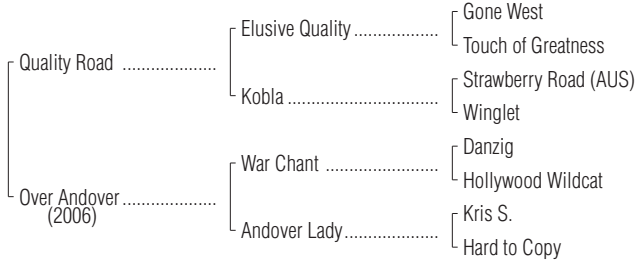 Gone West
Elusive Quality ..................
Touch of Greatness
Quality Road ....................
Strawberry Road (AUS)
Kobla ................................
Winglet
Danzig
War Chant ........................
Hollywood Wildcat
Over Andover ....................
(2006)
Kris S.
Andover Lady ....................
Hard to Copy